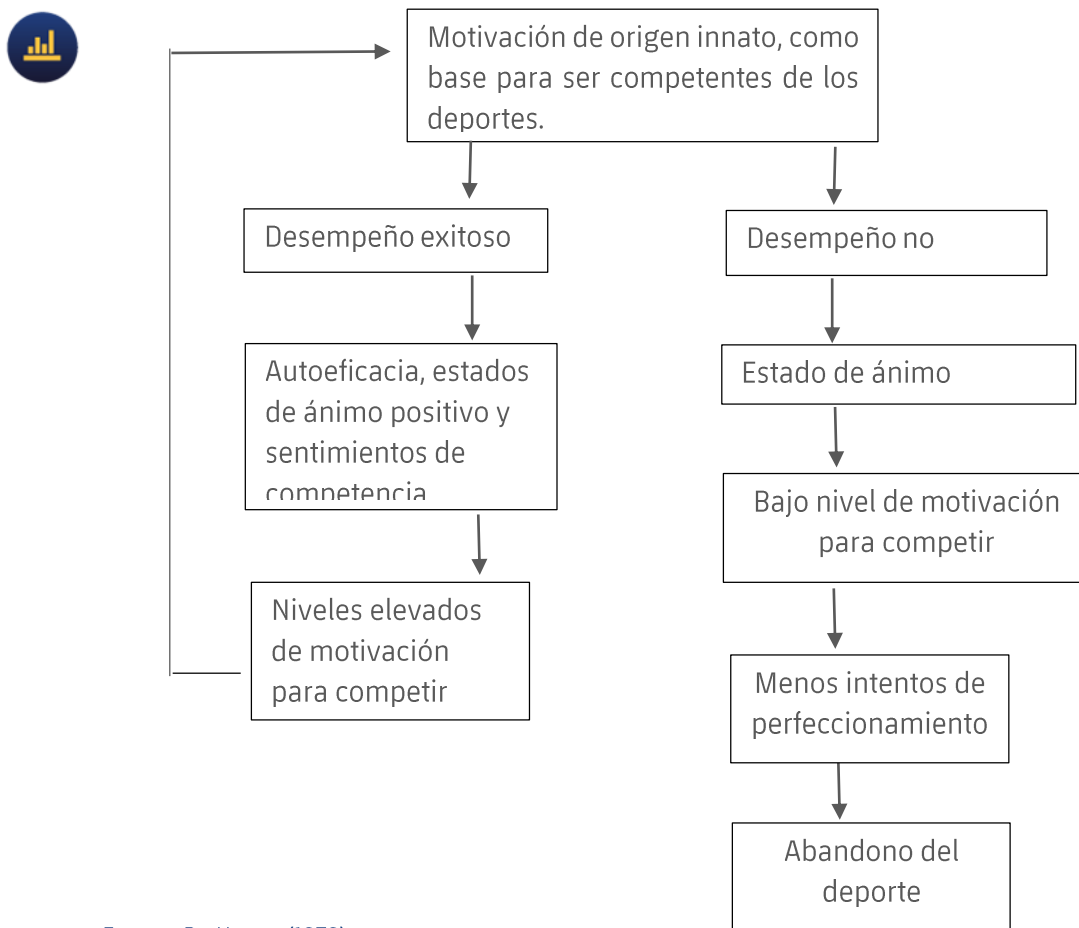 Motivación de origen innato, como
base para ser competentes de los
deportes.
Desempeño exitoso
Desempeño no
Autoeficacia, estados
de ánimo positivo y
sentimientos de
competencia
Estado de ánimo
Bajo nivel de motivación
para competir
Niveles elevados
de motivación
para competir
Menos intentos de
perfeccionamiento
Abandono del
deporte